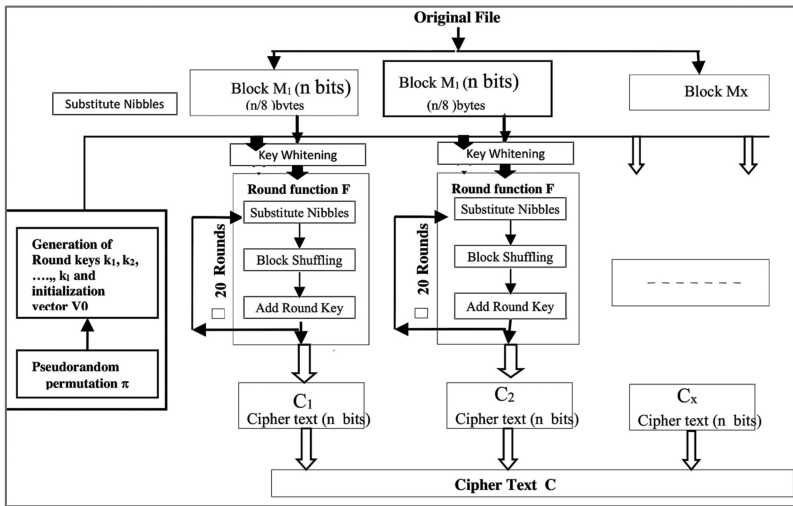 Original File
Block M₁ (n bits)
(n/8 )bytes
Block M₁ (n bits)
(n/8 )bytes
Block Mx
Substitute Nibbles
Key Whitening
Key Whitening
Round function F
Substitute Nibbles
Block Shuffling
Add Round Key
20 Rounds
Round function F
Substitute Nibbles
Block Shuffling
Add Round Key
20 Rounds
Generation of
Round keys k₁, k₂,
….,, kₗ and
initialization
vector V0
Pseudorandom
permutation π
C₁
Cipher text (n bits)
C₂
Cipher text (n bits)
Cₓ
Cipher text (n bits)
Cipher Text C